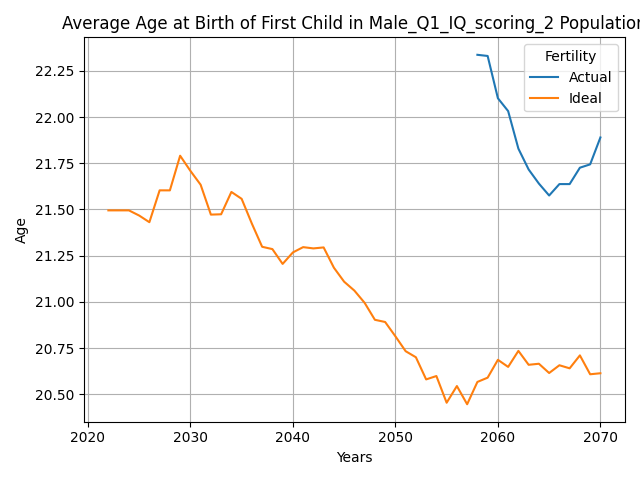 Average Age at Birth of First Child in Male_Q1_IQ_scoring_2 Population
Fertility
Actual
Ideal
22.25
22.00
21.75
21.50
21.25
21.00
20.75
20.50
Age
2020
2030
2040
2050
2060
2070
Years